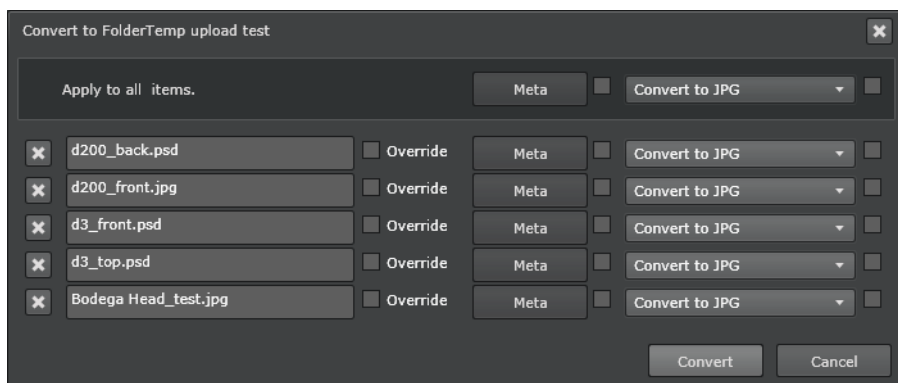 Convert to FolderTemp upload test
Apply to all items. Meta Convert to JPG
d200_back.psd Override Meta Convert to JPG
d200_front.jpg Override Meta Convert to JPG
d3_front.psd Override Meta Convert to JPG
d3_top.psd Override Meta Convert to JPG
Bodega Head_test.jpg Override Meta Convert to JPG
Convert Cancel